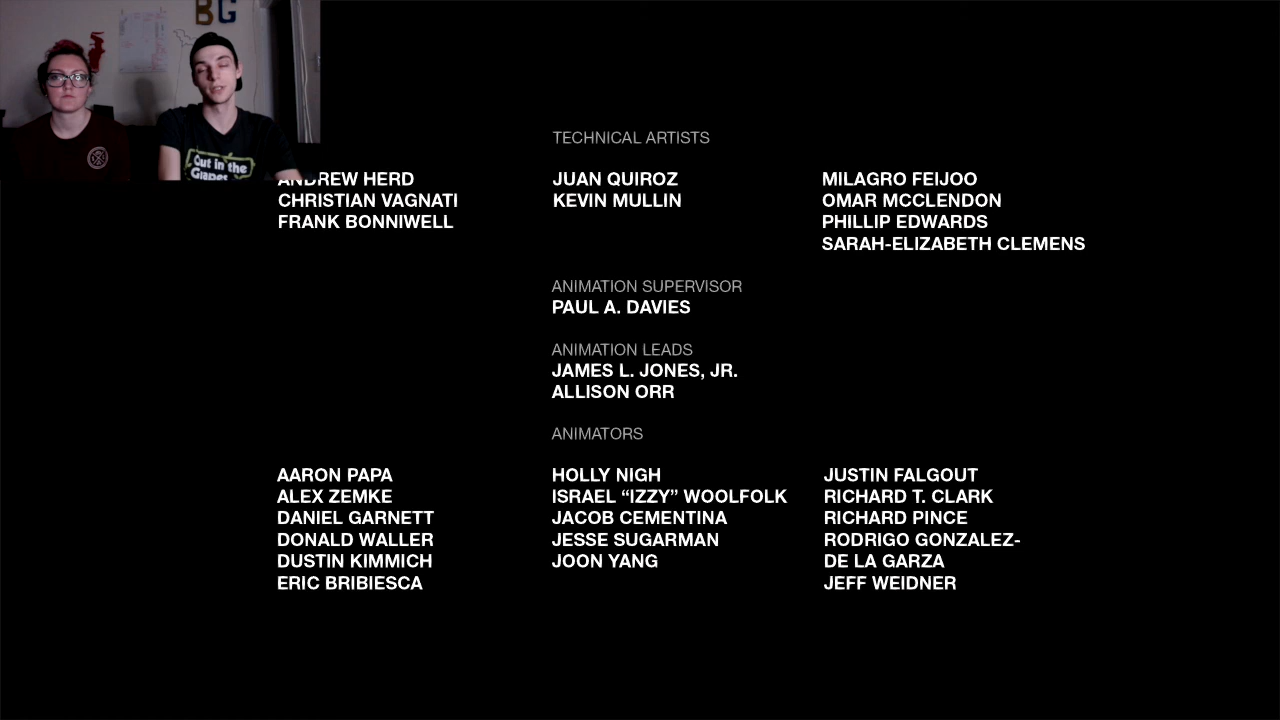 BG
Out in the
TECHNICAL ARTISTS
ANDREW HERD
CHRISTIAN VAGNATI
FRANK BONNIWELL
JUAN QUIROZ
KEVIN MULLIN
MILAGRO FEIJOO
OMAR MCCLENDON
PHILLIP EDWARDS
SARAH-ELIZABETH CLEMENS
ANIMATION SUPERVISOR
PAUL A. DAVIES
ANIMATION LEADS
JAMES L. JONES, JR.
ALLISON ORR
ANIMATORS
AARON PAPA
ALEX ZEMKE
DANIEL GARNETT
DONALD WALLER
DUSTIN KIMMICH
ERIC BRIBIESCA
HOLLY NIGH
ISRAEL “IZZY” WOOLFOLK
JACOB CEMENTINA
JESSE SUGARMAN
JOON YANG
JUSTIN FALGOUT
RICHARD T. CLARK
RICHARD PINCE
RODRIGO GONZALEZ-
DE LA GARZA
JEFF WEIDNER